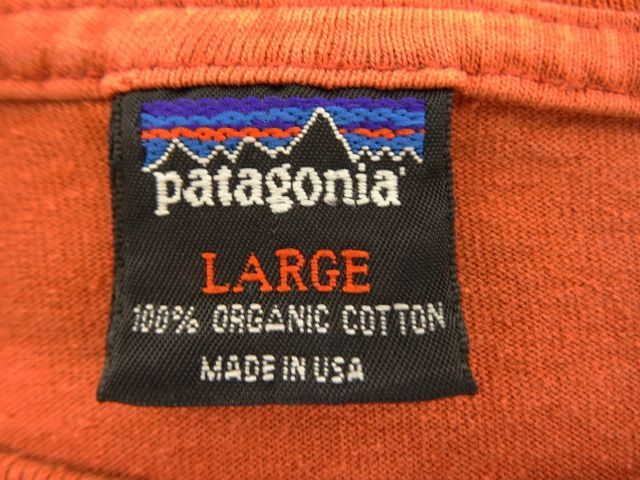 patagonia
LARGE
100% ORGANIC COTTON
MADE IN USA